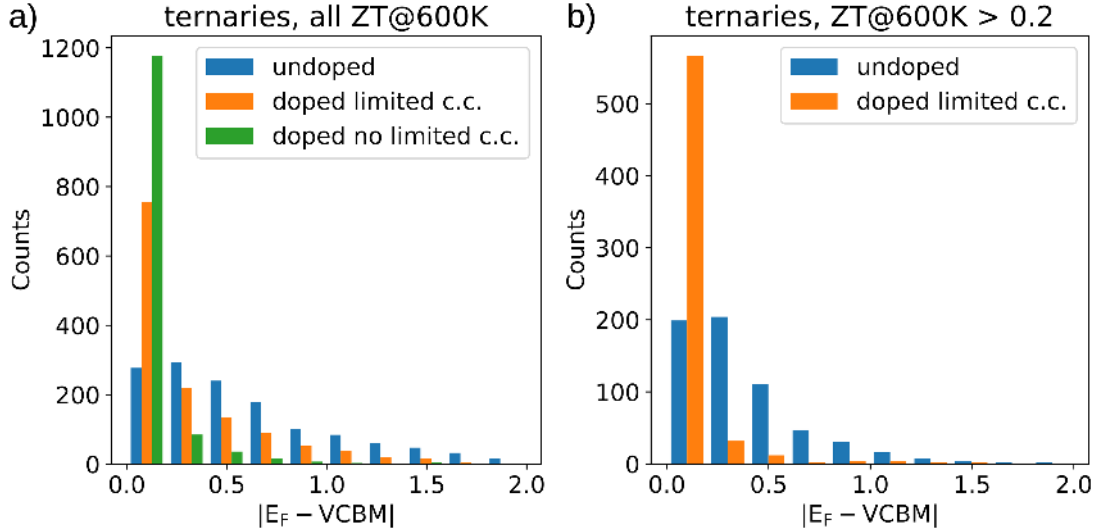 a) ternaries, all ZT@600K
1200
1000
800
600
400
200
0
Counts
undoped
doped limited c.c.
doped no limited c.c.
0.0 0.5 1.0 1.5 2.0
|E_F − VCBM|
b) ternaries, ZT@600K > 0.2
500
400
300
200
100
0
Counts
undoped
doped limited c.c.
0.0 0.5 1.0 1.5 2.0
|E_F − VCBM|